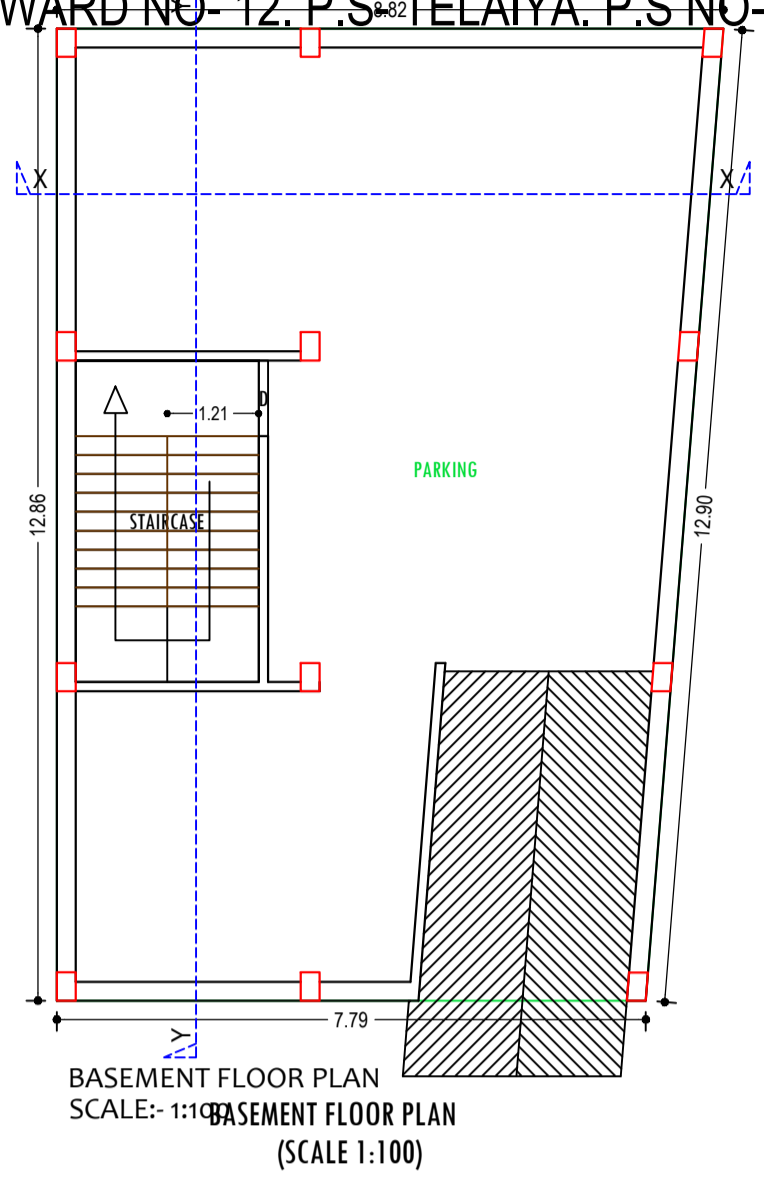 WARD NO- 12. P.S- TELAIYA. P.S NO-
8.82
X
X
D
1.21
PARKING
12.86
12.90
STAIRCASE
7.79
Y
BASEMENT FLOOR PLAN
SCALE:- 1:100
BASEMENT FLOOR PLAN
(SCALE 1:100)